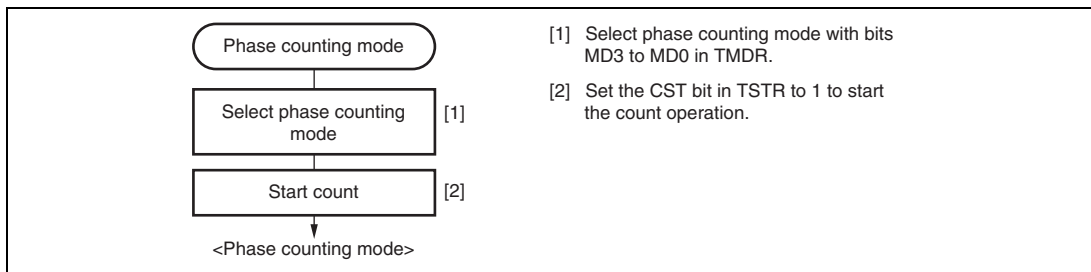 Phase counting mode
Select phase counting
mode
[1]
Start count
[2]
<Phase counting mode>
[1] Select phase counting mode with bits
MD3 to MD0 in TMDR.
[2] Set the CST bit in TSTR to 1 to start
the count operation.